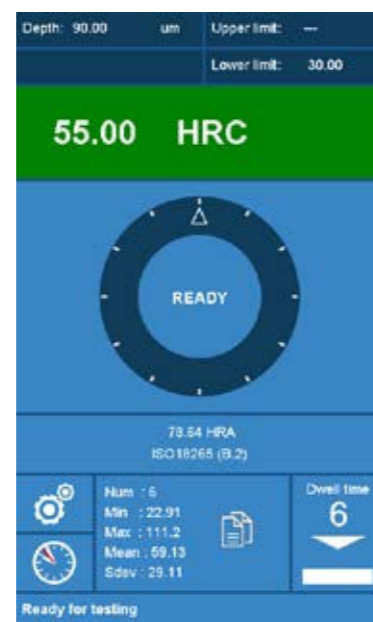 Depth: 90.00 um Upper limit: ---
Lower limit: 30.00
55.00 HRC
READY
78.64 HRA
ISO18265 (B.2)
Num : 6
Min : 22.91
Max : 111.2
Mean : 59.13
Sdev : 29.11
Dwell time
6
Ready for testing